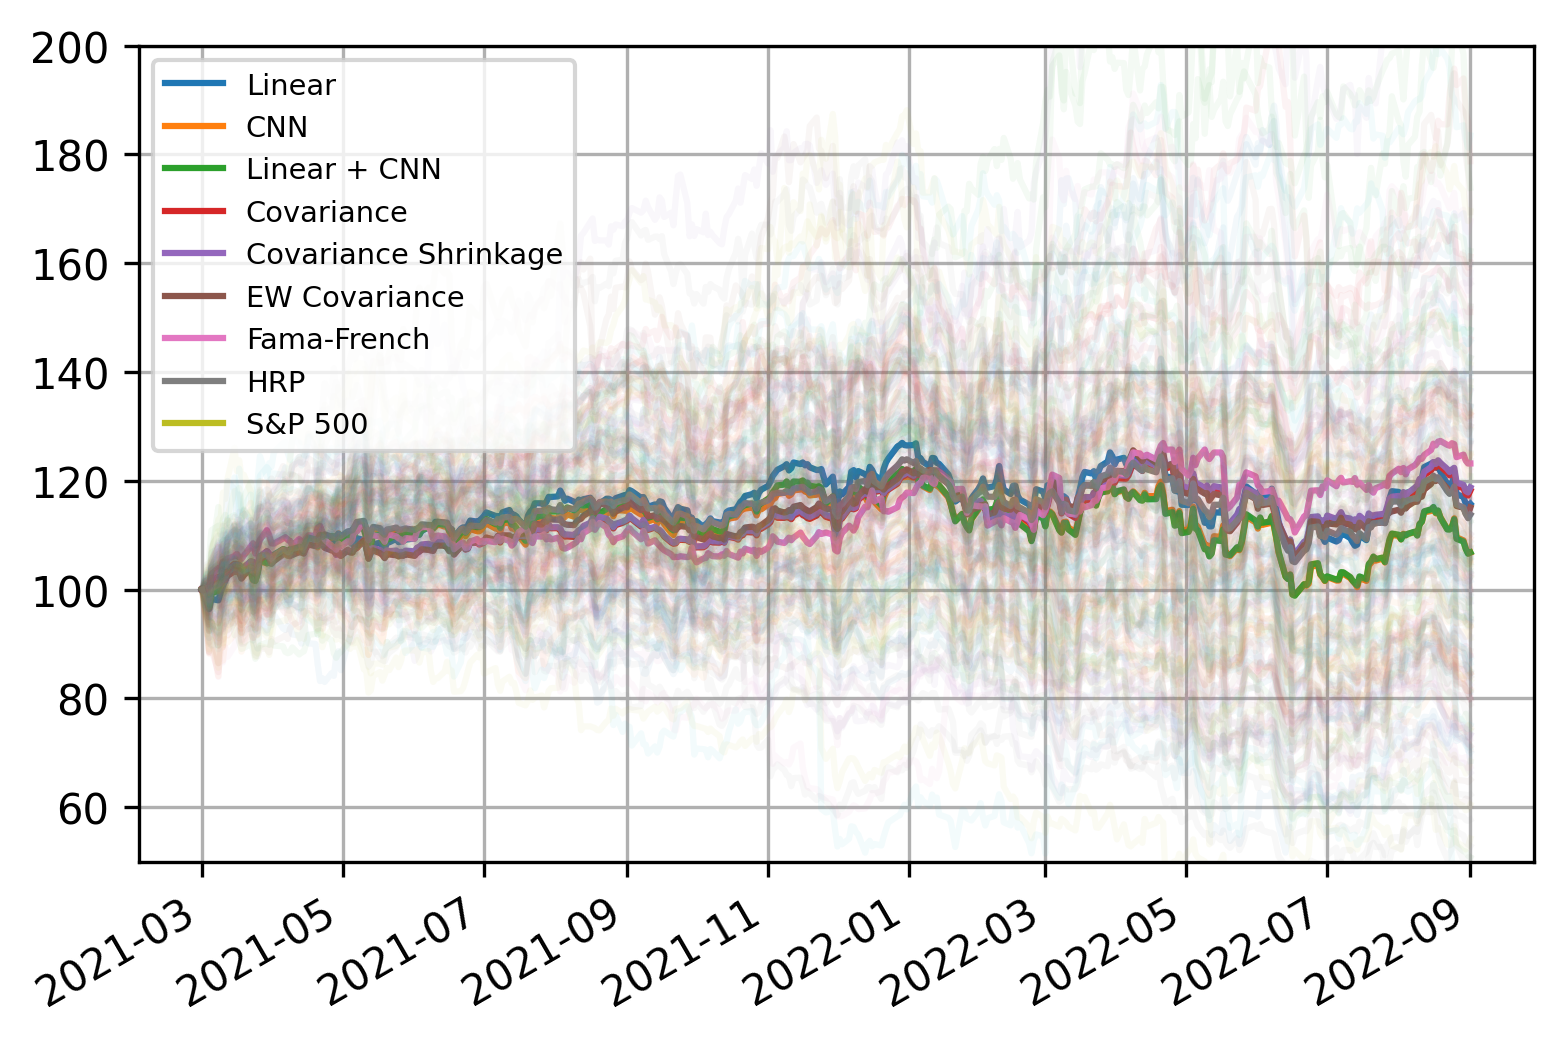 200
180
160
140
120
100
80
60
Linear
CNN
Linear + CNN
Covariance
Covariance Shrinkage
EW Covariance
Fama-French
HRP
S&P 500
2021-03
2021-05
2021-07
2021-09
2021-11
2022-01
2022-03
2022-05
2022-07
2022-09